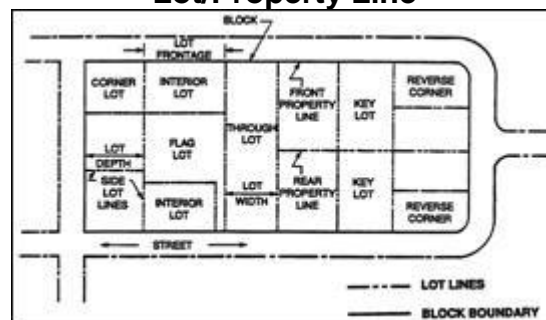 Lot/Property Line
BLOCK
LOT
FRONTAGE
CORNER
LOT
INTERIOR
LOT
FRONT
PROPERTY
LINE
KEY
LOT
REVERSE
CORNER
THROUGH
LOT
FLAG
LOT
LOT
DEPTH
SIDE
LOT
LINES
INTERIOR
LOT
LOT
WIDTH
REAR
PROPERTY
LINE
KEY
LOT
REVERSE
CORNER
STREET
LOT LINES
BLOCK BOUNDARY